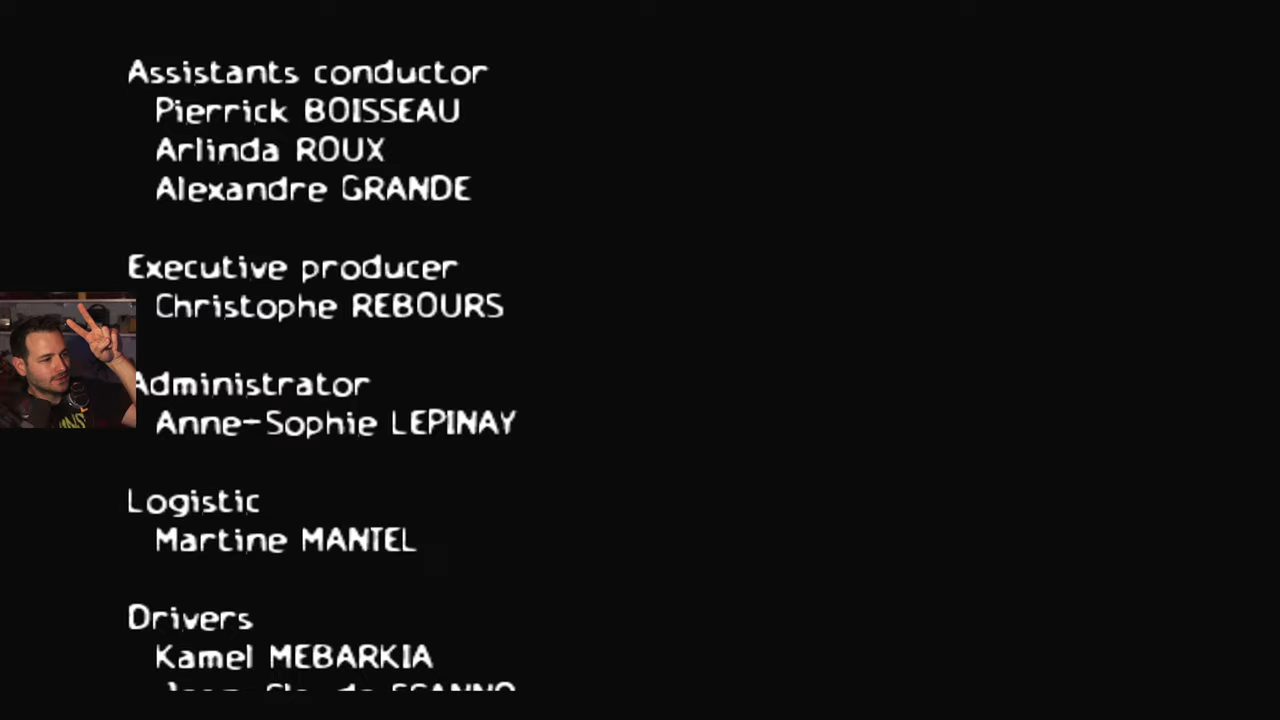 Assistants conductor
Pierrick BOISSEAU
Arlinda ROUX
Alexandre GRANDE
Executive producer
Christophe REBOURS
Administrator
Anne-Sophie LEPINAY
Logistic
Martine MANTEL
Drivers
Kamel MEBARKIA